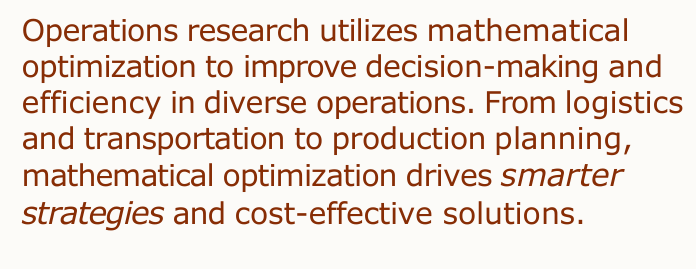 Operations research utilizes mathematical
optimization to improve decision-making and
efficiency in diverse operations. From logistics
and transportation to production planning,
mathematical optimization drives smarter
strategies and cost-effective solutions.